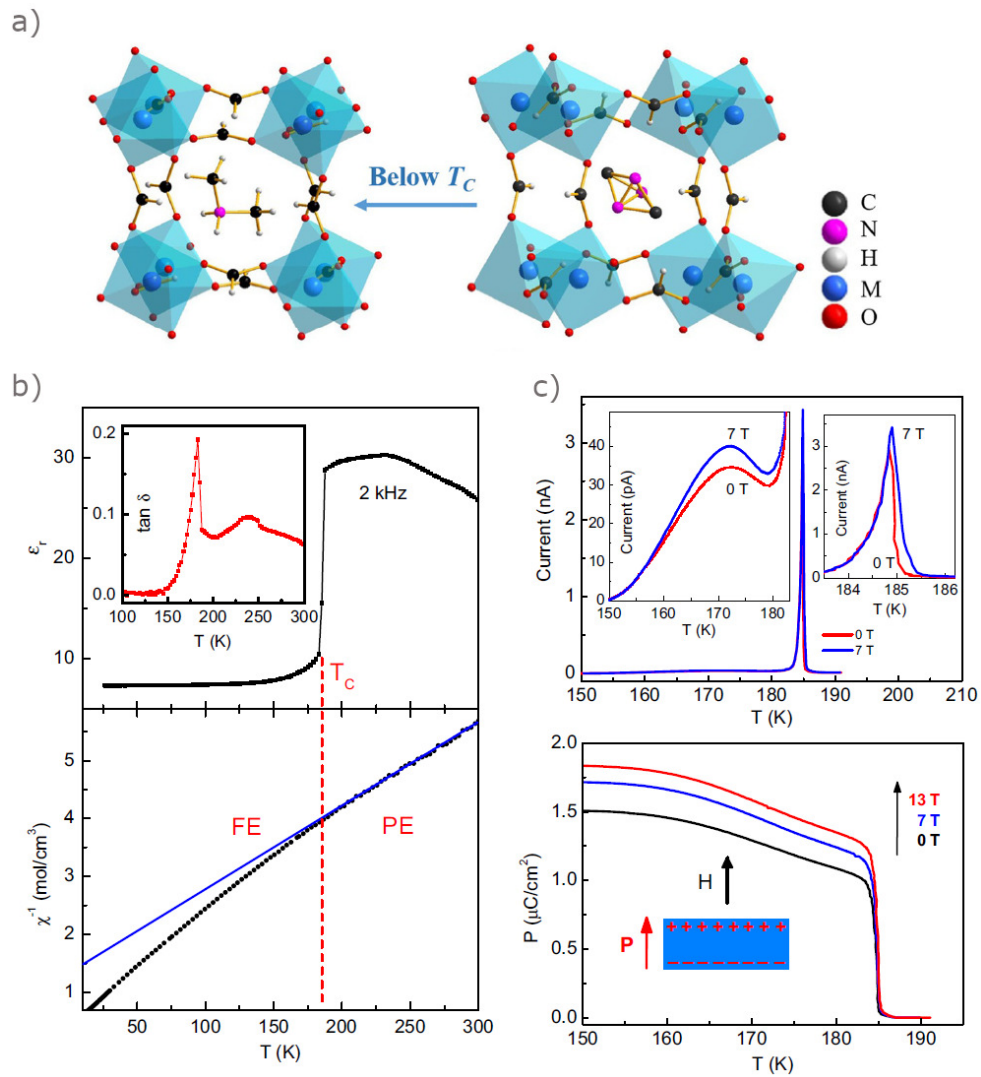 a)
Below T_C
C
N
H
M
O
b)
30
20
10
ε_r
0.2
0.1
0.0
tan δ
100 150 200 250 300
T (K)
2 kHz
T_C
5
4
3
2
1
χ⁻¹ (mol/cm³)
FE
PE
50 100 150 200 250 300
T (K)
c)
3
2
1
0
Current (nA)
50
40
30
20
10
0
Current (pA)
7 T
0 T
150 160 170 180
T (K)
4
3
2
1
0
Current (nA)
7 T
0 T
184 185 186
T (K)
0 T
7 T
150 160 170 180 190 200 210
T (K)
2.0
1.5
1.0
0.5
0.0
P (μC/cm²)
13 T
7 T
0 T
H
P
+ + + + + + + +
− − − − − − − −
150 160 170 180 190
T (K)